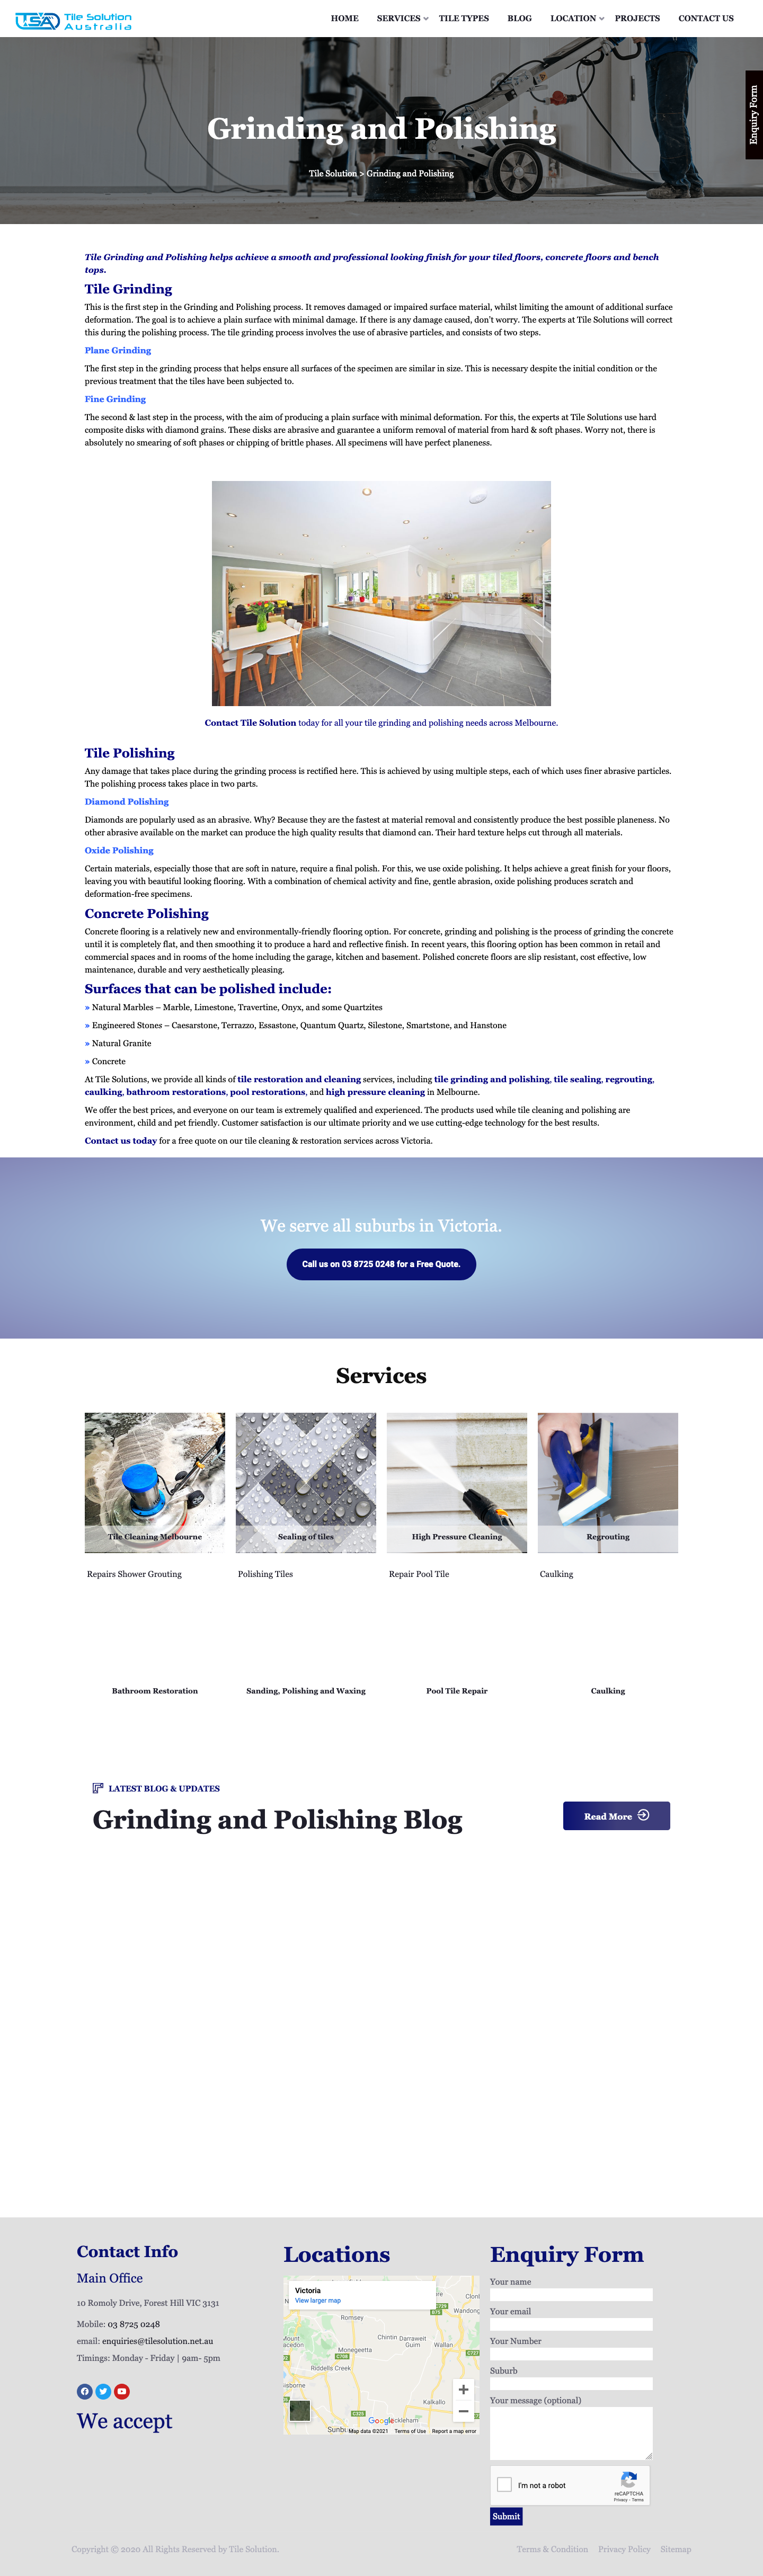 TSA Tile Solution
Australia
HOME SERVICES TILE TYPES BLOG LOCATION PROJECTS CONTACT US
Enquiry Form
Grinding and Polishing
Tile Solution > Grinding and Polishing
Tile Grinding and Polishing helps achieve a smooth and professional looking finish for your tiled floors, concrete floors and bench
tops.
Tile Grinding
This is the first step in the Grinding and Polishing process. It removes damaged or impaired surface material, whilst limiting the amount of additional surface
deformation. The goal is to achieve a plain surface with minimal damage. If there is any damage caused, don't worry. The experts at Tile Solutions will correct
this during the polishing process. The tile grinding process involves the use of abrasive particles, and consists of two steps.
Plane Grinding
The first step in the grinding process that helps ensure all surfaces of the specimen are similar in size. This is necessary despite the initial condition or the
previous treatment that the tiles have been subjected to.
Fine Grinding
The second & last step in the process, with the aim of producing a plain surface with minimal deformation. For this, the experts at Tile Solutions use hard
composite disks with diamond grains. These disks are abrasive and guarantee a uniform removal of material from hard & soft phases. Worry not, there is
absolutely no smearing of soft phases or chipping of brittle phases. All specimens will have perfect planeness.
Contact Tile Solution today for all your tile grinding and polishing needs across Melbourne.
Tile Polishing
Any damage that takes place during the grinding process is rectified here. This is achieved by using multiple steps, each of which uses finer abrasive particles.
The polishing process takes place in two parts.
Diamond Polishing
Diamonds are popularly used as an abrasive. Why? Because they are the fastest at material removal and consistently produce the best possible planeness. No
other abrasive available on the market can produce the high quality results that diamond can. Their hard texture helps cut through all materials.
Oxide Polishing
Certain materials, especially those that are soft in nature, require a final polish. For this, we use oxide polishing. It helps achieve a great finish for your floors,
leaving you with beautiful looking flooring. With a combination of chemical activity and fine, gentle abrasion, oxide polishing produces scratch and
deformation-free specimens.
Concrete Polishing
Concrete flooring is a relatively new and environmentally-friendly flooring option. For concrete, grinding and polishing is the process of grinding the concrete
until it is completely flat, and then smoothing it to produce a hard and reflective finish. In recent years, this flooring option has been common in retail and
commercial spaces and in rooms of the home including the garage, kitchen and basement. Polished concrete floors are slip resistant, cost effective, low
maintenance, durable and very aesthetically pleasing.
Surfaces that can be polished include:
» Natural Marbles – Marble, Limestone, Travertine, Onyx, and some Quartzites
» Engineered Stones – Caesarstone, Terrazzo, Essastone, Quantum Quartz, Silestone, Smartstone, and Hanstone
» Natural Granite
» Concrete
At Tile Solutions, we provide all kinds of tile restoration and cleaning services, including tile grinding and polishing, tile sealing, regrouting,
caulking, bathroom restorations, pool restorations, and high pressure cleaning in Melbourne.
We offer the best prices, and everyone on our team is extremely qualified and experienced. The products used while tile cleaning and polishing are
environment, child and pet friendly. Customer satisfaction is our ultimate priority and we use cutting-edge technology for the best results.
Contact us today for a free quote on our tile cleaning & restoration services across Victoria.
We serve all suburbs in Victoria.
Call us on 03 8725 0248 for a Free Quote.
Services
Tile Cleaning Melbourne Sealing of tiles High Pressure Cleaning Regrouting
Repairs Shower Grouting Polishing Tiles Repair Pool Tile Caulking
Bathroom Restoration Sanding, Polishing and Waxing Pool Tile Repair Caulking
LATEST BLOG & UPDATES
Grinding and Polishing Blog
Read More
Contact Info
Main Office
10 Romoly Drive, Forest Hill VIC 3131
Mobile: 03 8725 0248
email: enquiries@tilesolution.net.au
Timings: Monday - Friday | 9am- 5pm
We accept
Locations
Victoria
View larger map
Romsey
Wandong
Mount
Macedon
Chintin
Darraweit
Guim
Wallan
Monegeetta
Riddells Creek
Kalkallo
Google
Map data ©2021 Terms of Use Report a map error
Enquiry Form
Your name
Your email
Your Number
Suburb
Your message (optional)
I'm not a robot
reCAPTCHA
Privacy - Terms
Submit
Copyright © 2020 All Rights Reserved by Tile Solution.
Terms & Condition Privacy Policy Sitemap